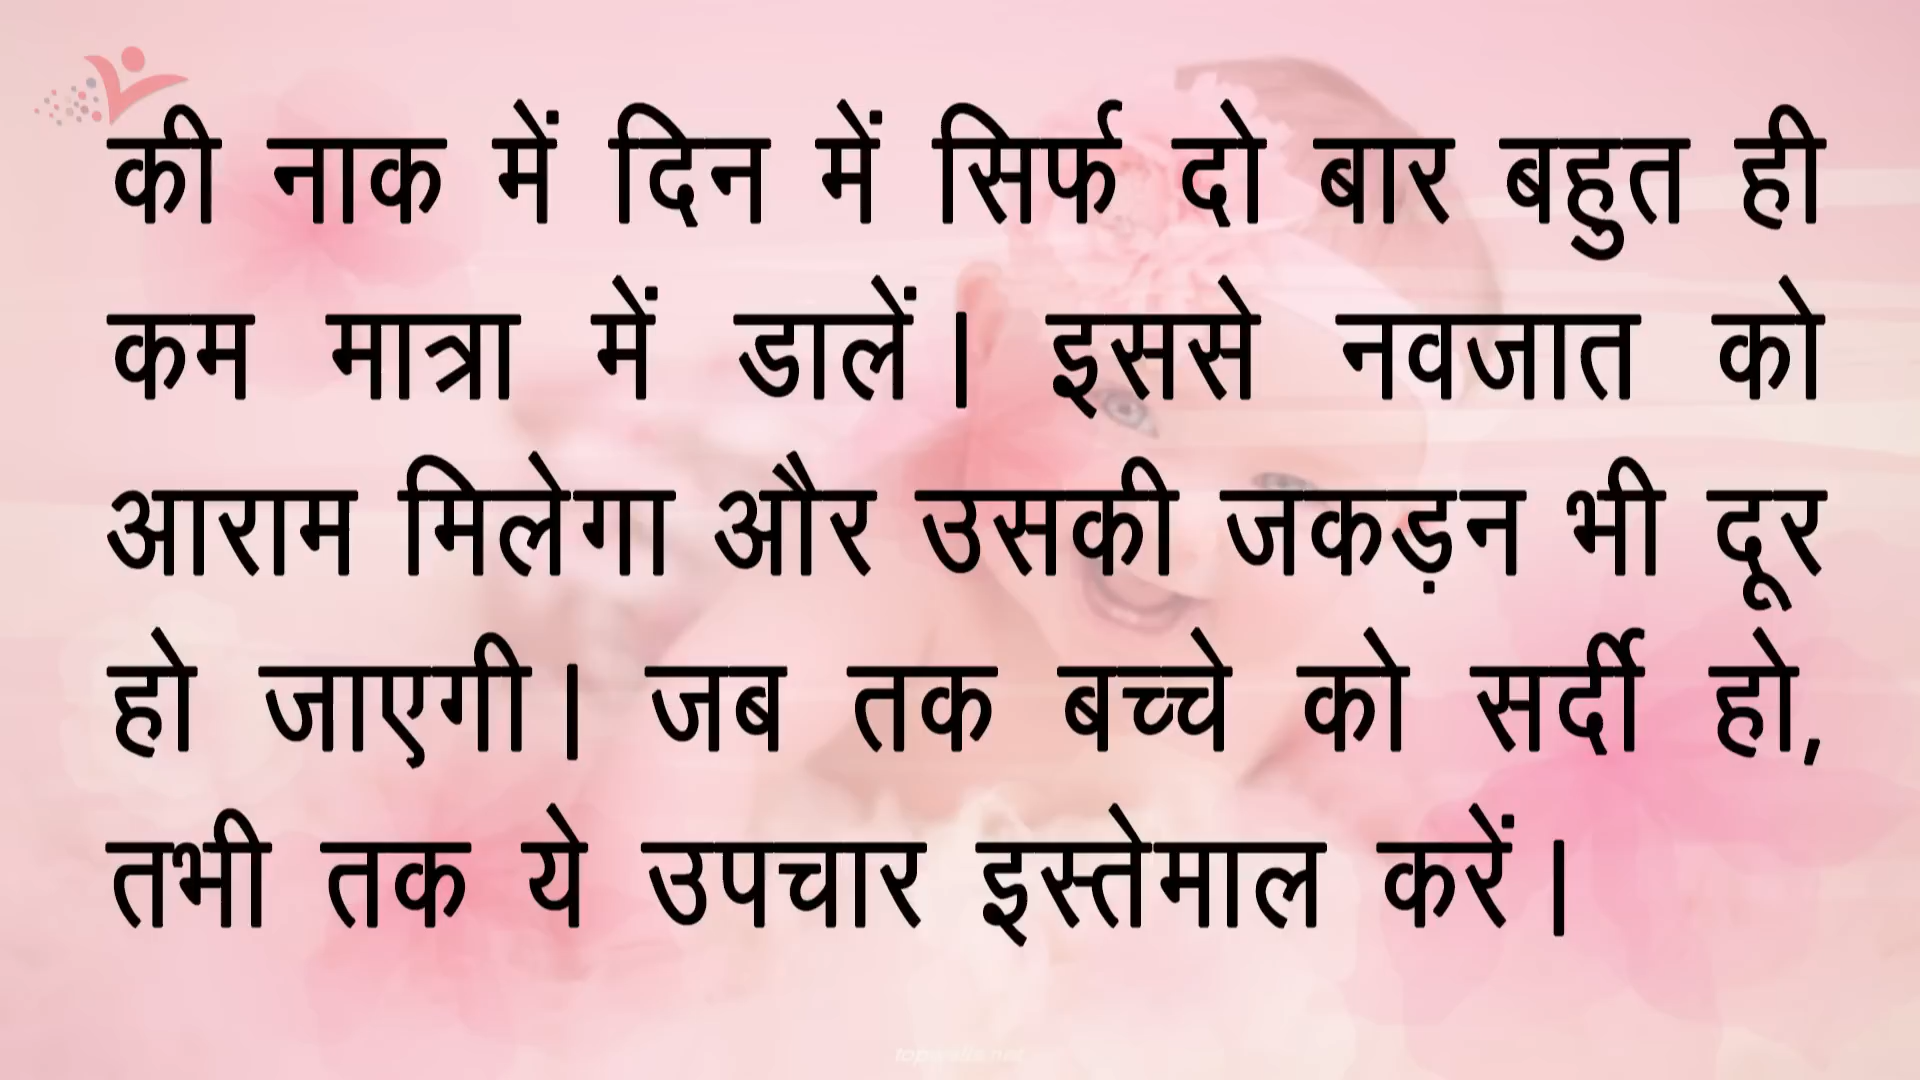 की नाक में दिन में सिर्फ दो बार बहुत ही
कम मात्रा में डालें। इससे नवजात को
आराम मिलेगा और उसकी जकड़न भी दूर
हो जाएगी। जब तक बच्चे को सर्दी हो,
तभी तक ये उपचार इस्तेमाल करें।